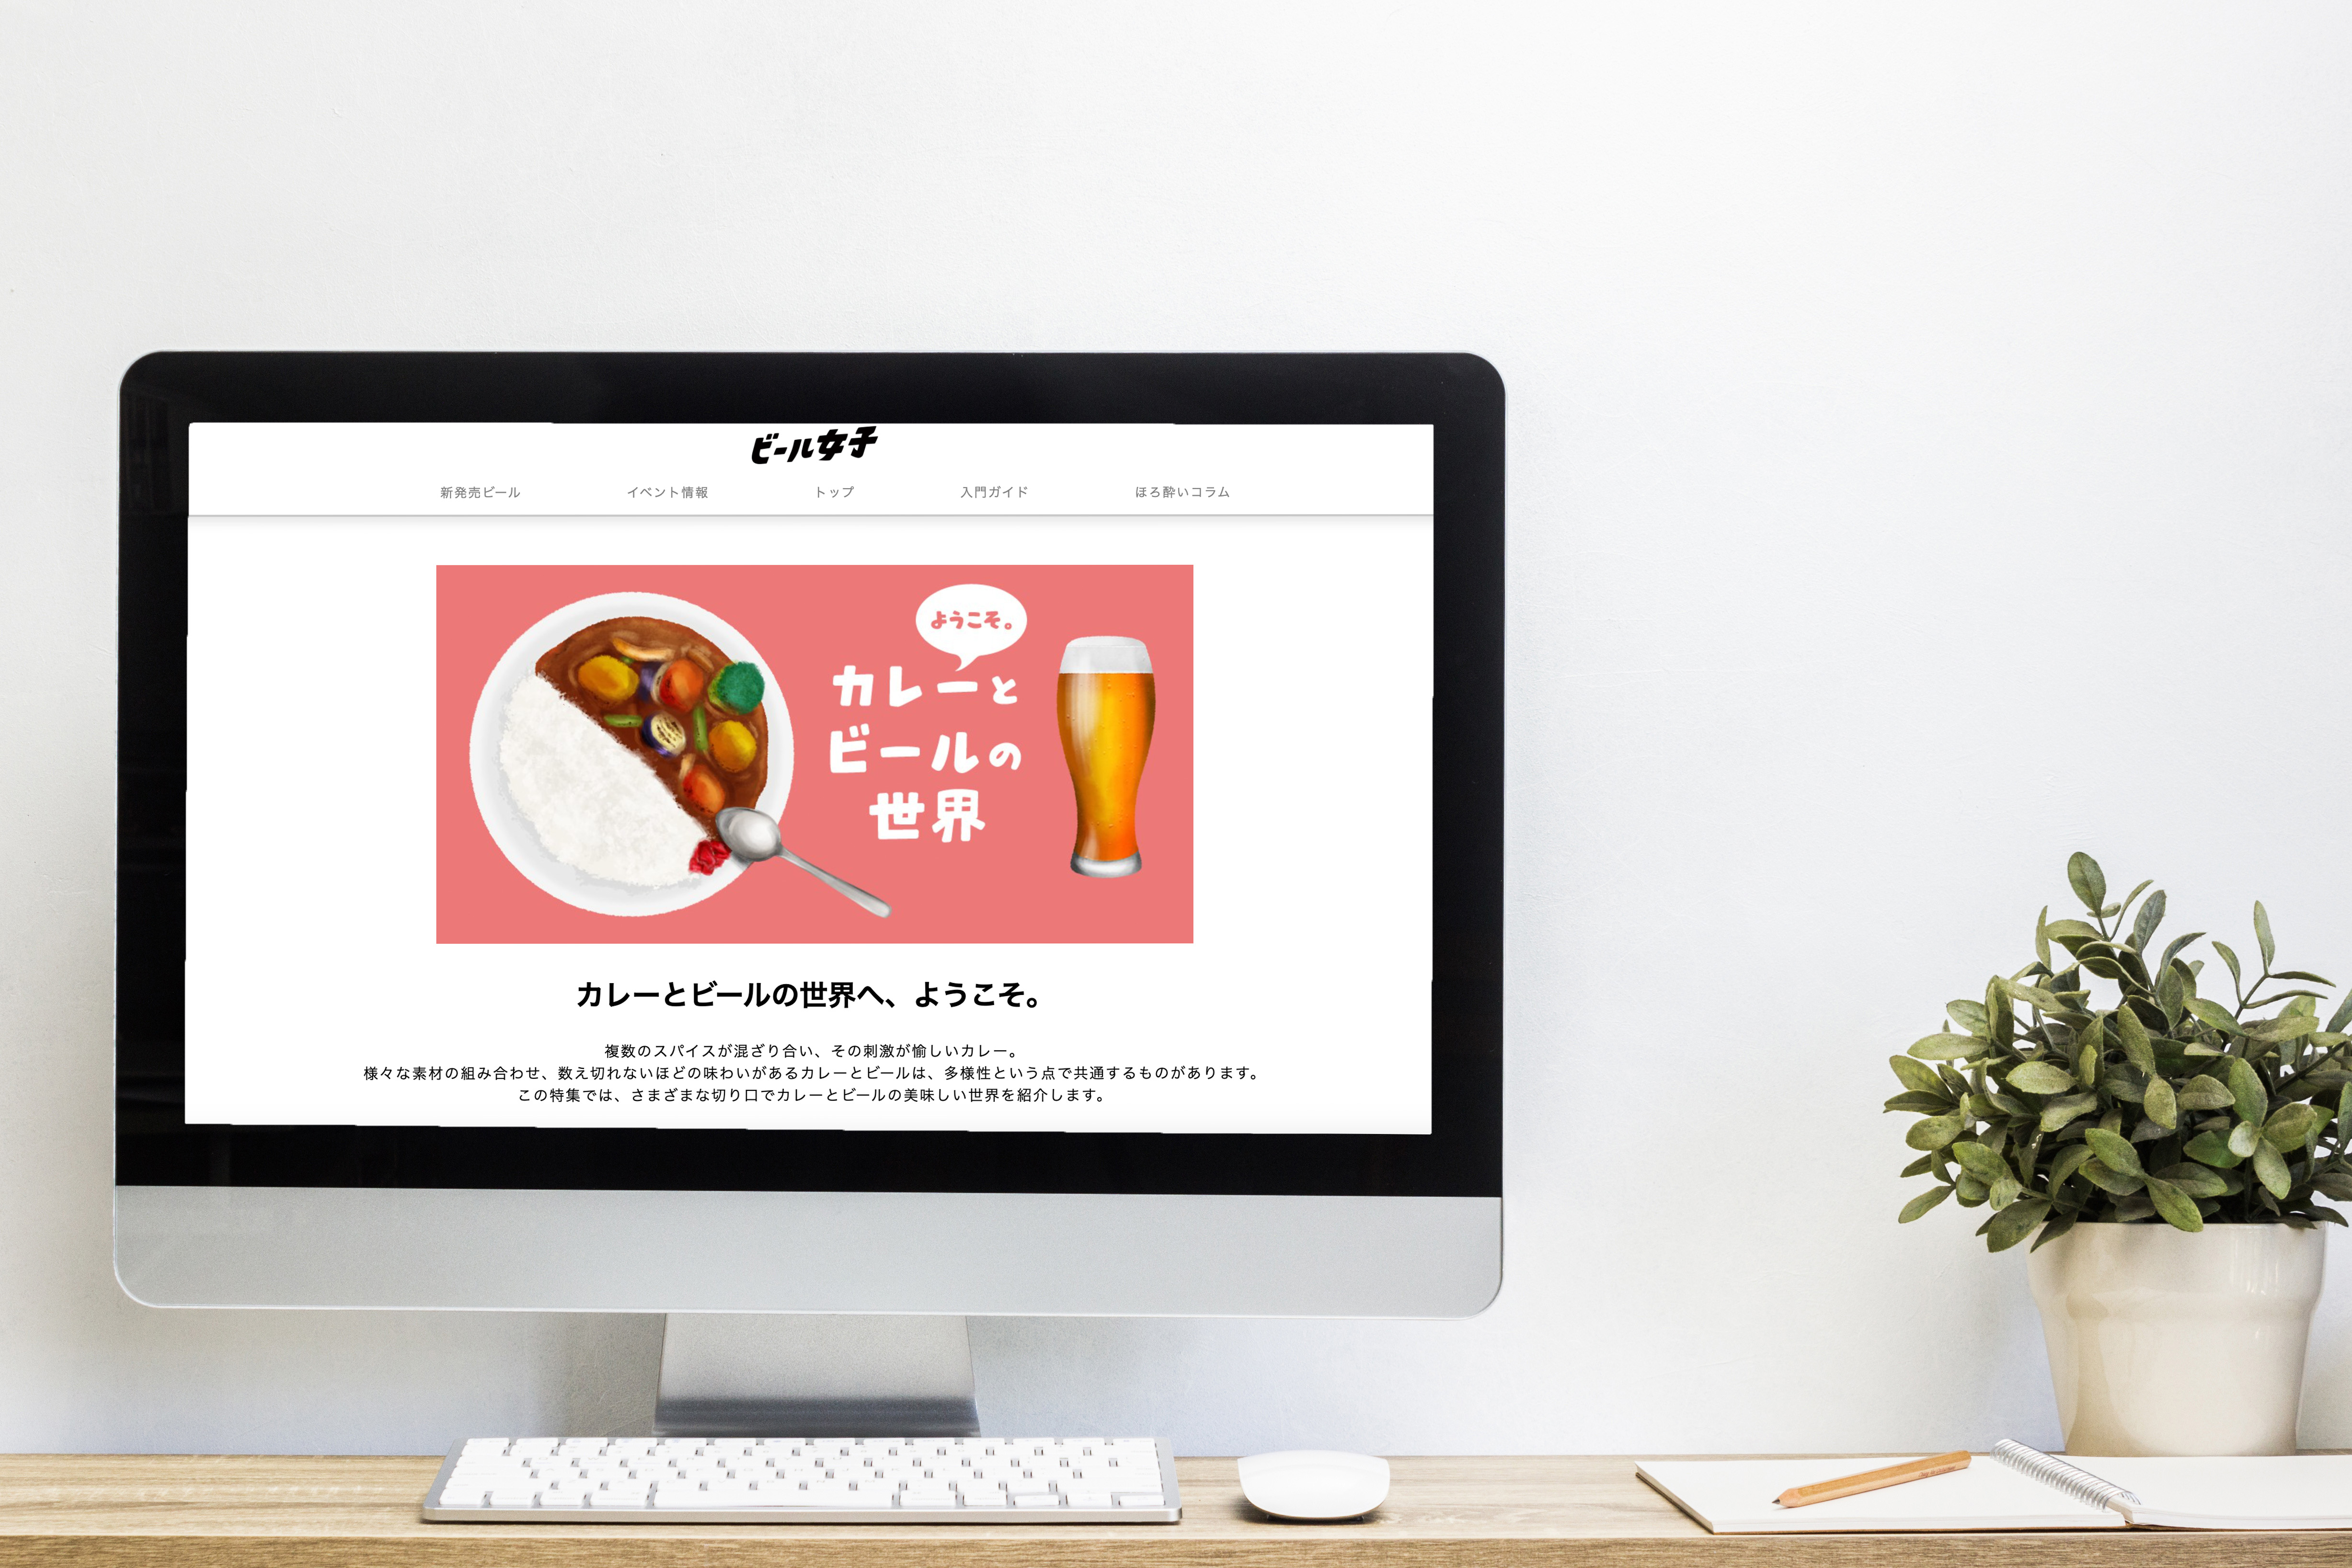 ビール女子
新発売ビール イベント情報 トップ 入門ガイド ほろ酔いコラム
ようこそ。
カレーと
ビールの
世界
カレーとビールの世界へ、ようこそ。
複数のスパイスが混ざり合い、その刺激が愉しいカレー。
様々な素材の組み合わせ、数え切れないほどの味わいがあるカレーとビールは、多様性という点で共通するものがあります。
この特集では、さまざまな切り口でカレーとビールの美味しい世界を紹介します。